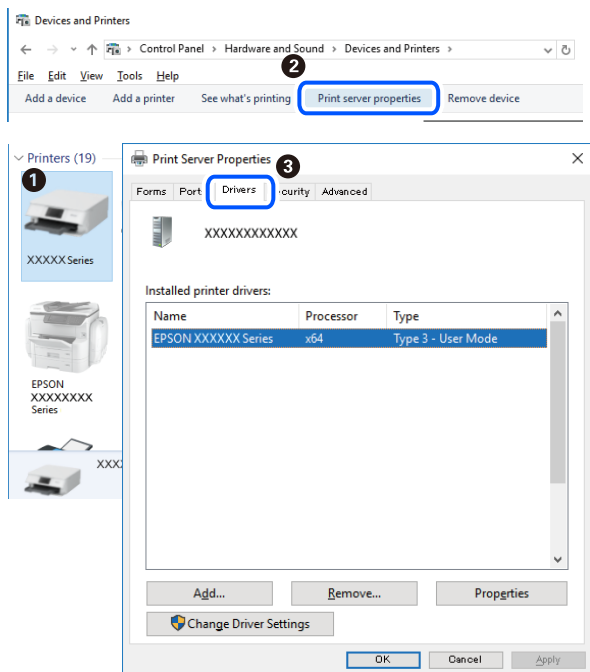 Devices and Printers
Control Panel > Hardware and Sound > Devices and Printers >
2
File Edit View Tools Help
Add a device Add a printer See what's printing Print server properties Remove device
Printers (19)
1
XXXXX Series
EPSON
XXXXXXXX
Series
Print Server Properties
3
Forms Port Drivers Advanced
XXXXXXXXXXXX
Installed printer drivers:
Name Processor Type
EPSON XXXXXX Series x64 Type 3 - User Mode
Add... Remove... Properties
Change Driver Settings
OK Cancel Apply